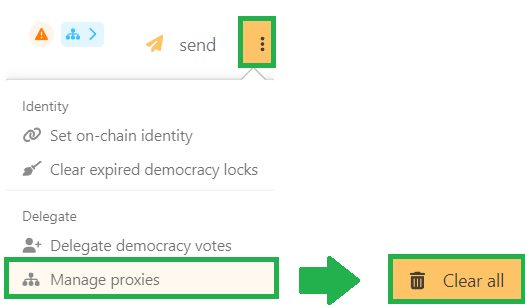 send
Identity
Set on-chain identity
Clear expired democracy locks
Delegate
Delegate democracy votes
Manage proxies
Clear all